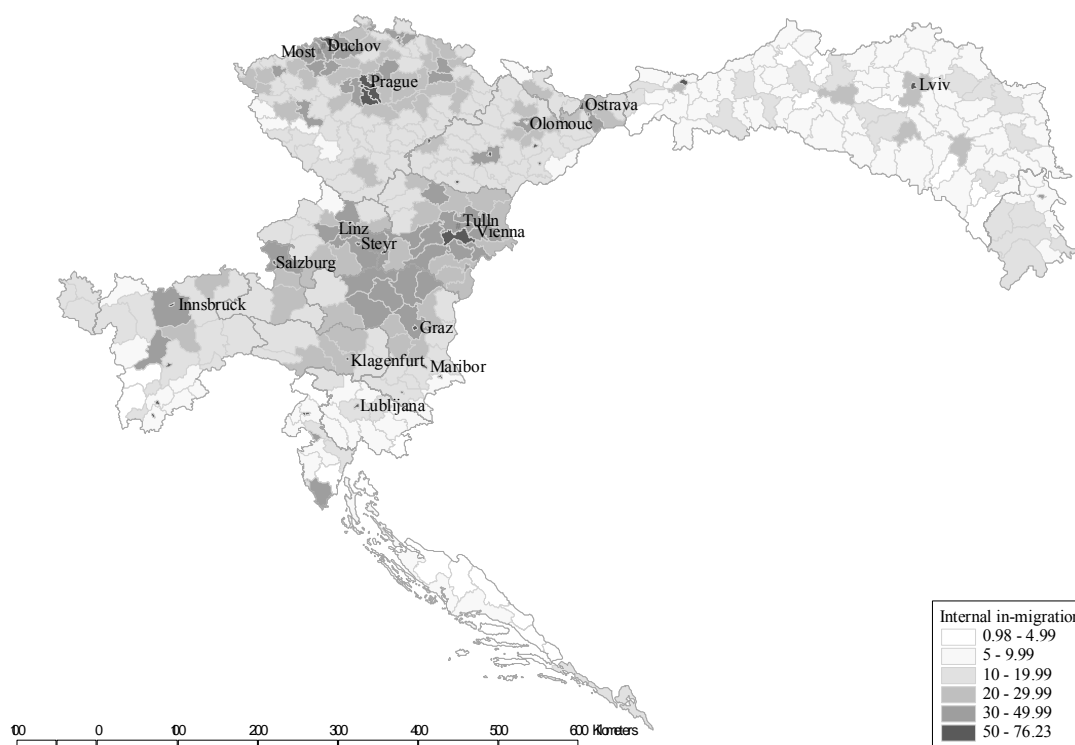 Most
Duchov
Prague
Ostrava
Olomouc
Lviv
Linz
Tulln
Steyr
Vienna
Salzburg
Innsbruck
Graz
Klagenfurt
Maribor
Lublijana
Internal in-migration
0.98 - 4.99
5 - 9.99
10 - 19.99
20 - 29.99
30 - 49.99
50 - 76.23
100 0 100 200 300 400 500 600 Kilometers